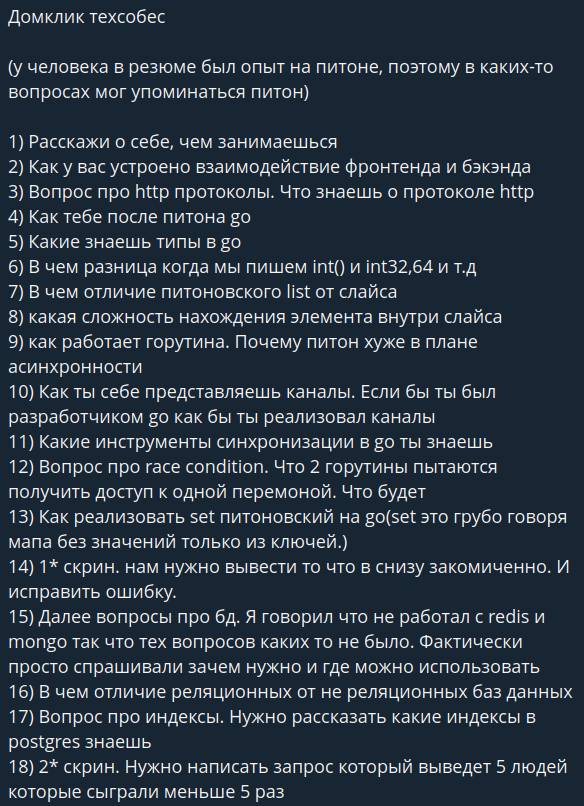 Домклик техсобес
(у человека в резюме был опыт на питоне, поэтому в каких-то
вопросах мог упоминаться питон)
1) Расскажи о себе, чем занимаешься
2) Как у вас устроено взаимодействие фронтенда и бэкэнда
3) Вопрос про http протоколы. Что знаешь о протоколе http
4) Как тебе после питона go
5) Какие знаешь типы в go
6) В чем разница когда мы пишем int() и int32,64 и т.д
7) В чем отличие питоновского list от слайса
8) какая сложность нахождения элемента внутри слайса
9) как работает горутина. Почему питон хуже в плане
асинхронности
10) Как ты себе представляешь каналы. Если бы ты был
разработчиком go как бы ты реализовал каналы
11) Какие инструменты синхронизации в go ты знаешь
12) Вопрос про race condition. Что 2 горутины пытаются
получить доступ к одной перемоной. Что будет
13) Как реализовать set питоновский на go(set это грубо говоря
мапа без значений только из ключей.)
14) 1* скрин. нам нужно вывести то что в снизу закомиченно. И
исправить ошибку.
15) Далее вопросы про бд. Я говорил что не работал с redis и
mongo так что тех вопросов каких то не было. Фактически
просто спрашивали зачем нужно и где можно использовать
16) В чем отличие реляционных от не реляционных баз данных
17) Вопрос про индексы. Нужно рассказать какие индексы в
postgres знаешь
18) 2* скрин. Нужно написать запрос который выведет 5 людей
которые сыграли меньше 5 раз